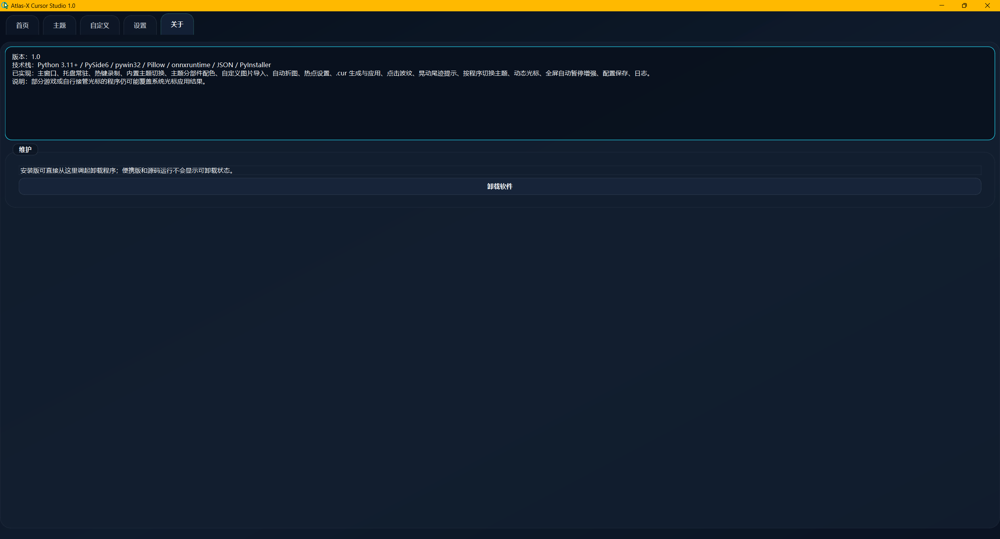 Atlas-X Cursor Studio 1.0
首页
主题
自定义
设置
关于
版本：1.0
技术栈：Python 3.11+ / PySide6 / pywin32 / Pillow / onnxruntime / JSON / PyInstaller
已实现：主窗口、托盘常驻、热键录制、内置主题切换、主题分部件配色、自定义图片导入、自动折图、热点设置、.cur 生成与应用、点击波纹、晃动尾迹提示、按程序切换主题、动态光标、全屏自动暂停增强、配置保存、日志。
说明：部分游戏或自行接管光标的程序仍可能覆盖系统光标应用结果。
维护
安装版可直接从这里调起卸载程序；便携版和源码运行不会显示可卸载状态。
卸载软件